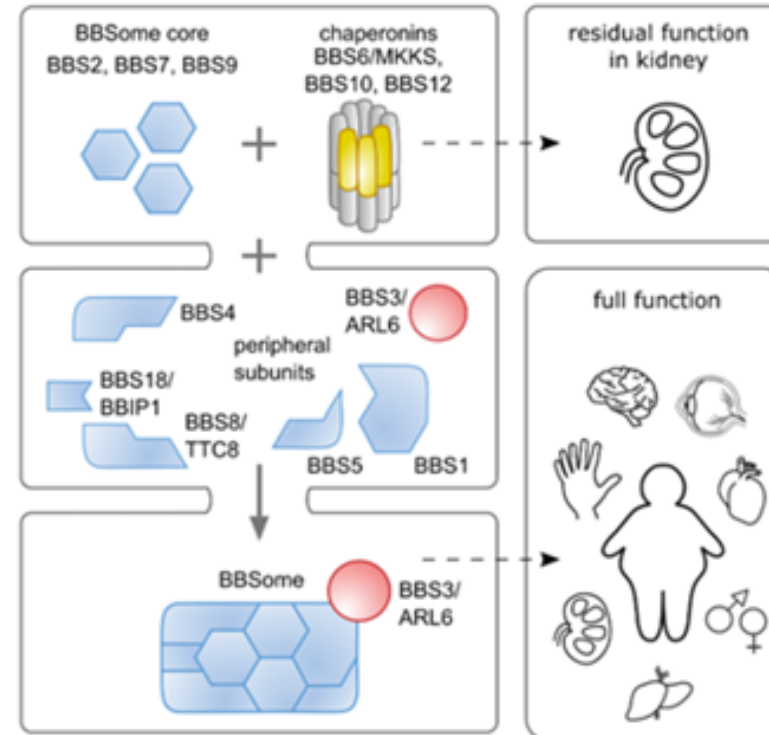 BBSome core
BBS2, BBS7, BBS9
chaperonins
BBS6/MKKS,
BBS10, BBS12
residual function
in kidney
BBS4
BBS3/
ARL6
peripheral
subunits
BBS18/
BBIP1
BBS8/
TTC8
BBS5
BBS1
full function
BBSome
BBS3/
ARL6